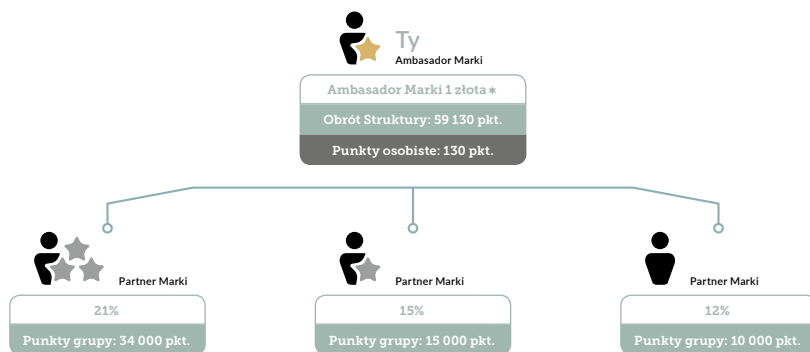 Ty
Ambasador Marki
Ambasador Marki 1 złota✶
Obrót Struktury: 59 130 pkt.
Punkty osobiste: 130 pkt.
Partner Marki
Partner Marki
Partner Marki
21%
15%
12%
Punkty grupy: 34 000 pkt.
Punkty grupy: 15 000 pkt.
Punkty grupy: 10 000 pkt.